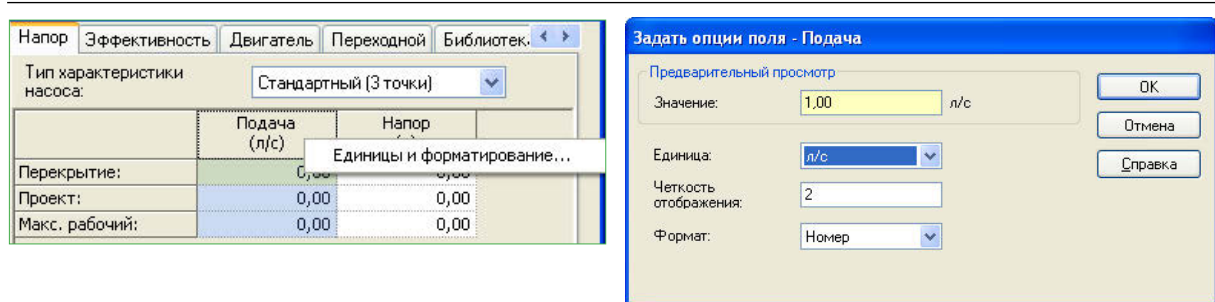 Напор Эффективность Двигатель Переходной Библиотек
Тип характеристики насоса: Стандартный (3 точки)
Подача (л/с) Напор
Единицы и форматирование...
Перекрытие: 0,00
Проект: 0,00 0,00
Макс. рабочий: 0,00 0,00
Задать опции поля - Подача
Предварительный просмотр
Значение: 1,00 л/с
OK
Отмена
Справка
Единица: л/с
Четкость отображения: 2
Формат: Номер